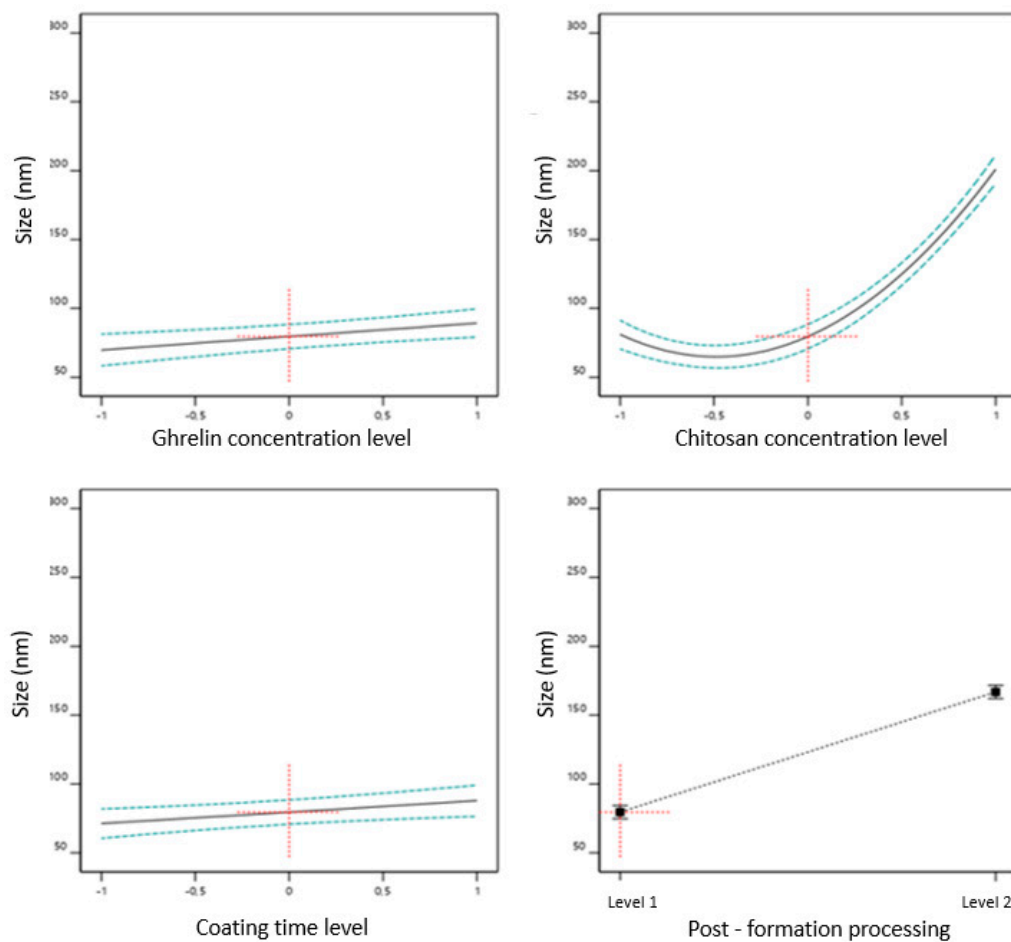 300
250
200
150
100
50
Size (nm)
-1 -0.5 0 0.5 1
Ghrelin concentration level
300
250
200
150
100
50
Size (nm)
-1 -0.5 0 0.5 1
Chitosan concentration level
300
250
200
150
100
50
Size (nm)
-1 -0.5 0 0.5 1
Coating time level
300
250
200
150
100
50
Size (nm)
Level 1 Level 2
Post - formation processing